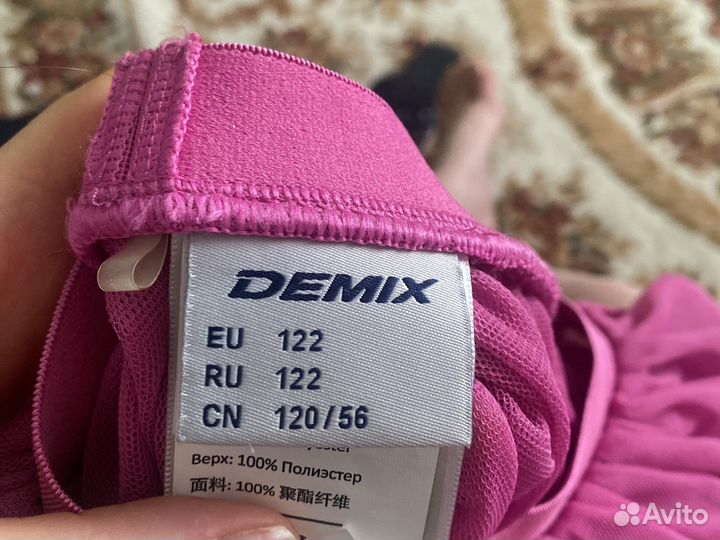 DEMIX
EU 122
RU 122
CN 120/56
Верх: 100% Полиэстер
面料: 100% 聚酯纤维
Avito